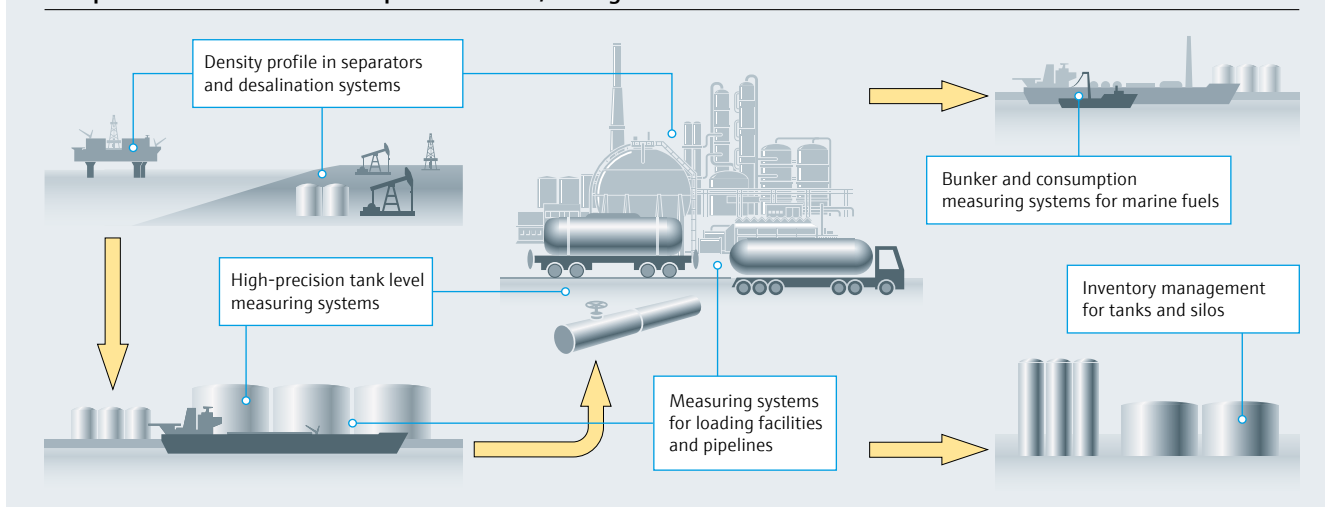 Density profile in separators
and desalination systems
Bunker and consumption
measuring systems for marine fuels
High-precision tank level
measuring systems
Inventory management
for tanks and silos
Measuring systems
for loading facilities
and pipelines